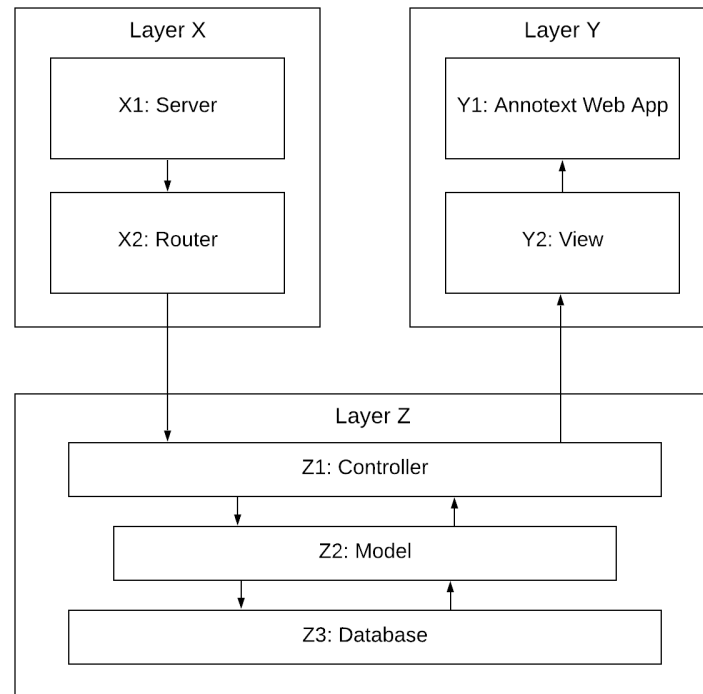 Layer X
X1: Server
X2: Router
Layer Y
Y1: Annotext Web App
Y2: View
Layer Z
Z1: Controller
Z2: Model
Z3: Database